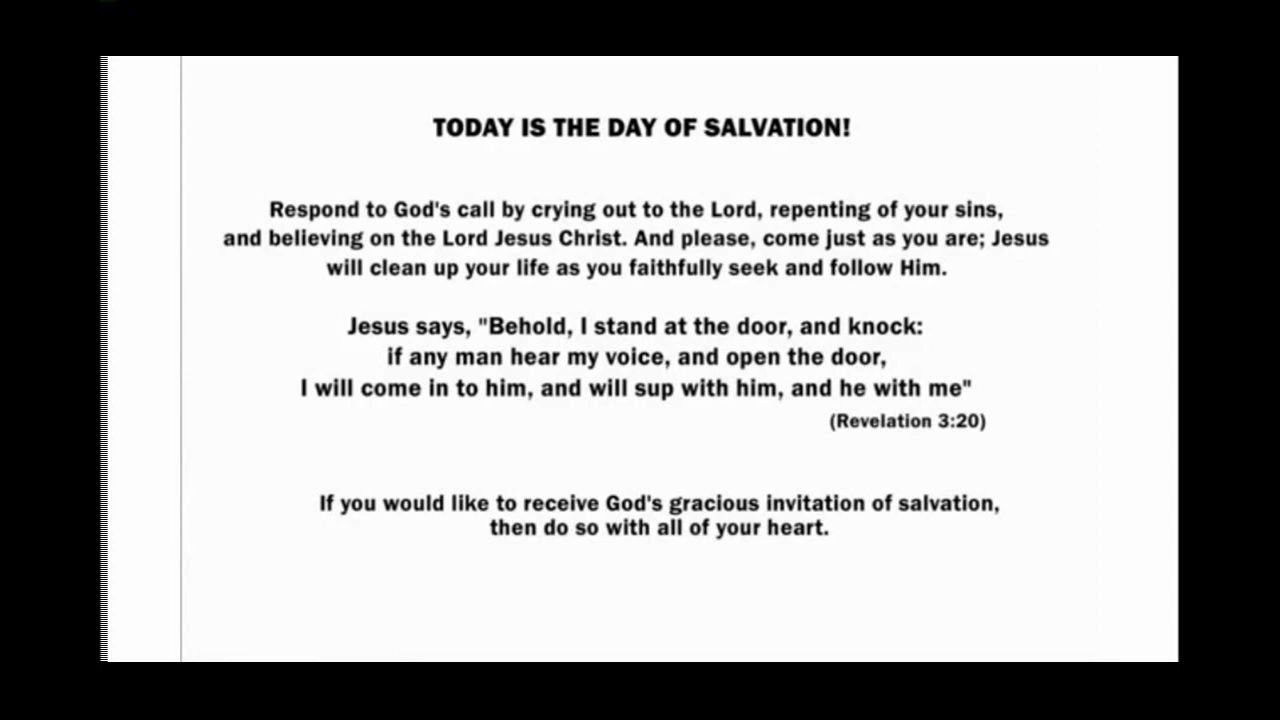 TODAY IS THE DAY OF SALVATION!
Respond to God's call by crying out to the Lord, repenting of your sins,
and believing on the Lord Jesus Christ. And please, come just as you are; Jesus
will clean up your life as you faithfully seek and follow Him.
Jesus says, "Behold, I stand at the door, and knock:
if any man hear my voice, and open the door,
I will come in to him, and will sup with him, and he with me"
(Revelation 3:20)
If you would like to receive God's gracious invitation of salvation,
then do so with all of your heart.